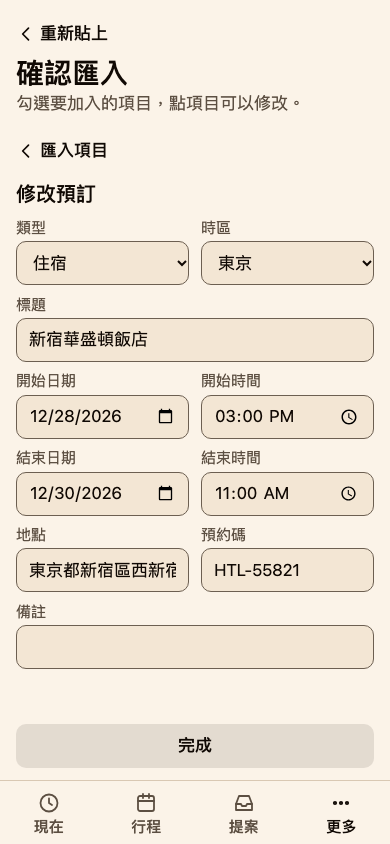 重新貼上
確認匯入
勾選要加入的項目，點項目可以修改。
匯入項目
修改預訂
類型
時區
住宿
東京
標題
新宿華盛頓飯店
開始日期
開始時間
12/28/2026
03:00 PM
結束日期
結束時間
12/30/2026
11:00 AM
地點
預約碼
東京都新宿區西新宿
HTL-55821
備註
完成
現在
行程
提案
更多